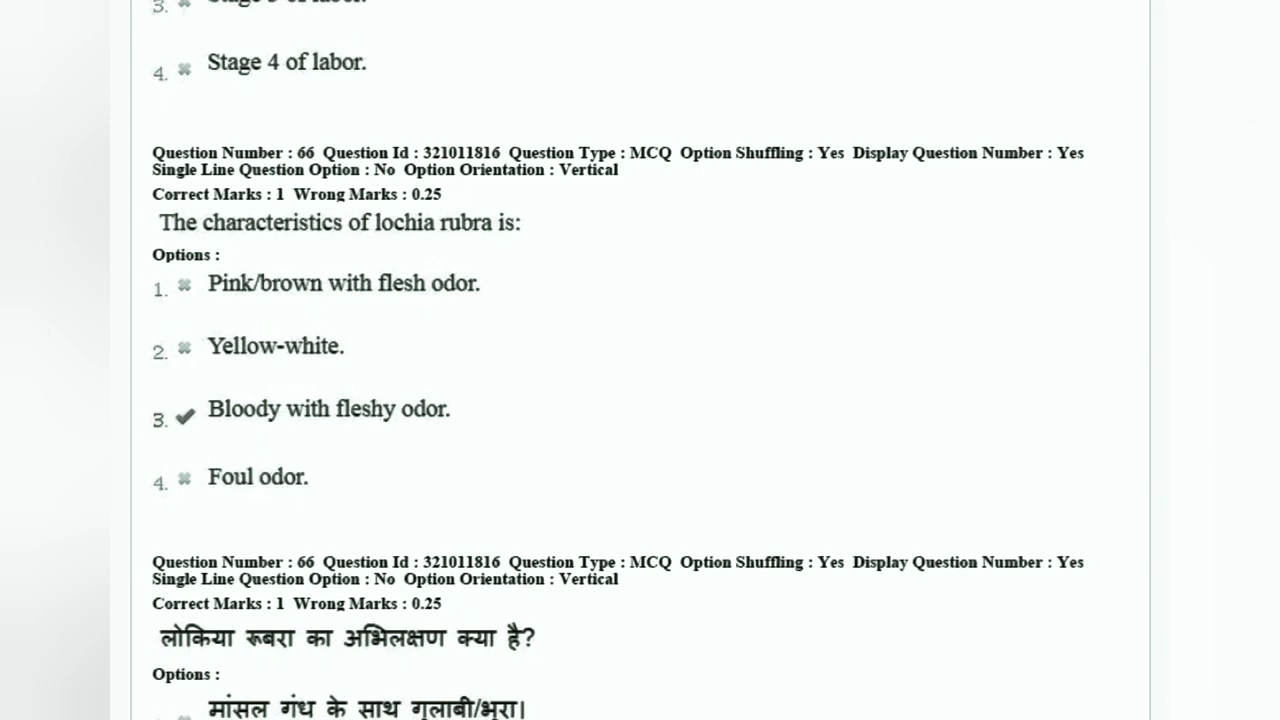 3. Stage 3 of labor.
4. Stage 4 of labor.
Question Number : 66 Question Id : 321011816 Question Type : MCQ Option Shuffling : Yes Display Question Number : Yes
Single Line Question Option : No Option Orientation : Vertical
Correct Marks : 1 Wrong Marks : 0.25
The characteristics of lochia rubra is:
Options :
1. Pink/brown with flesh odor.
2. Yellow-white.
3. Bloody with fleshy odor.
4. Foul odor.
Question Number : 66 Question Id : 321011816 Question Type : MCQ Option Shuffling : Yes Display Question Number : Yes
Single Line Question Option : No Option Orientation : Vertical
Correct Marks : 1 Wrong Marks : 0.25
लोकिया रूबरा का अभिलक्षण क्या है?
Options :
मांसल गंध के साथ गुलाबी/भूरा।